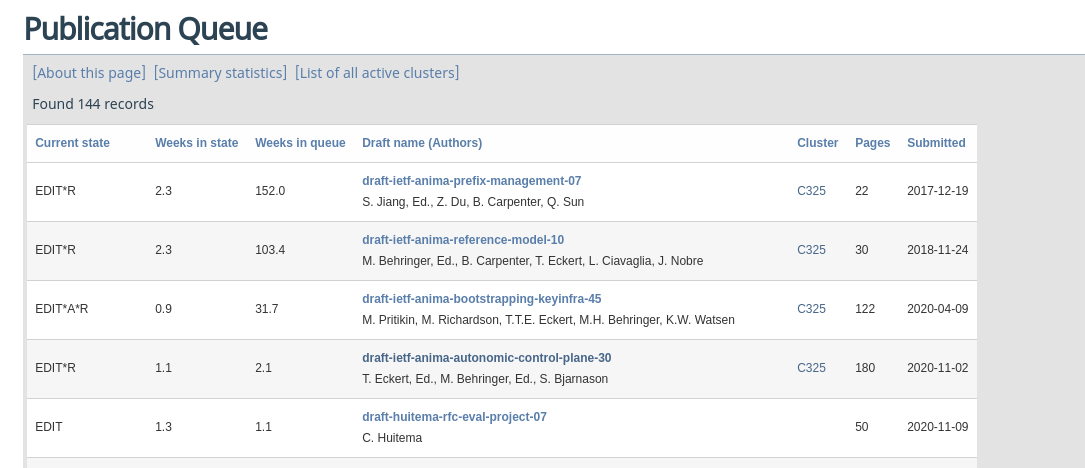 Publication Queue
[About this page] [Summary statistics] [List of all active clusters]
Found 144 records
Current state Weeks in state Weeks in queue Draft name (Authors) Cluster Pages Submitted
EDIT*R 2.3 152.0 draft-ietf-anima-prefix-management-07 C325 22 2017-12-19
S. Jiang, Ed., Z. Du, B. Carpenter, Q. Sun
EDIT*R 2.3 103.4 draft-ietf-anima-reference-model-10 C325 30 2018-11-24
M. Behringer, Ed., B. Carpenter, T. Eckert, L. Ciavaglia, J. Nobre
EDIT*A*R 0.9 31.7 draft-ietf-anima-bootstrapping-keyinfra-45 C325 122 2020-04-09
M. Pritikin, M. Richardson, T.T.E. Eckert, M.H. Behringer, K.W. Watsen
EDIT*R 1.1 2.1 draft-ietf-anima-autonomic-control-plane-30 C325 180 2020-11-02
T. Eckert, Ed., M. Behringer, Ed., S. Bjarnason
EDIT 1.3 1.1 draft-huitema-rfc-eval-project-07 50 2020-11-09
C. Huitema